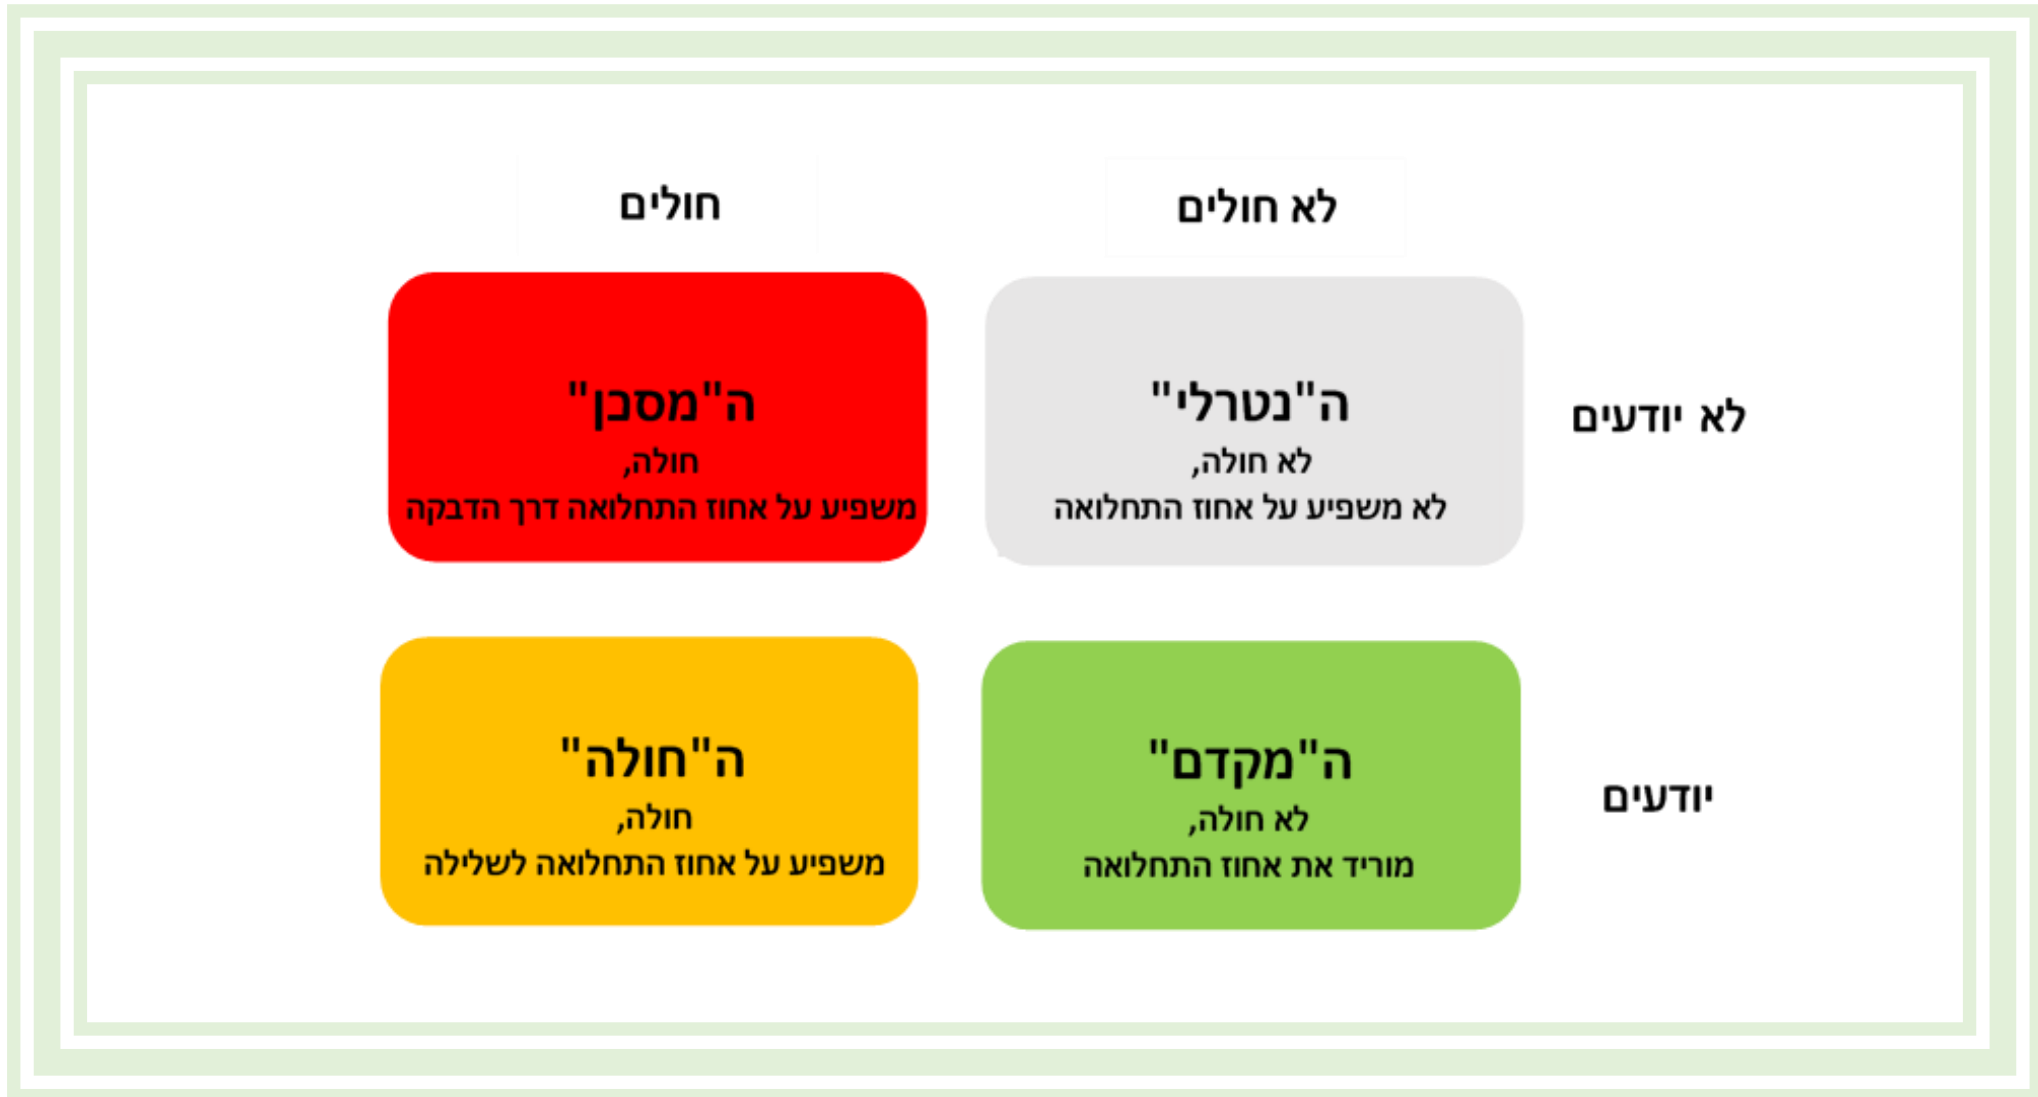 לא חולים
חולים
לא יודעים
ה"נטרלי"
לא חולה,
לא משפיע על אחוז התחלואה
ה"מסכן"
חולה,
משפיע על אחוז התחלואה דרך הדבקה
יודעים
ה"מקדם"
לא חולה,
מוריד את אחוז התחלואה
ה"חולה"
חולה,
משפיע על אחוז התחלואה לשלילה